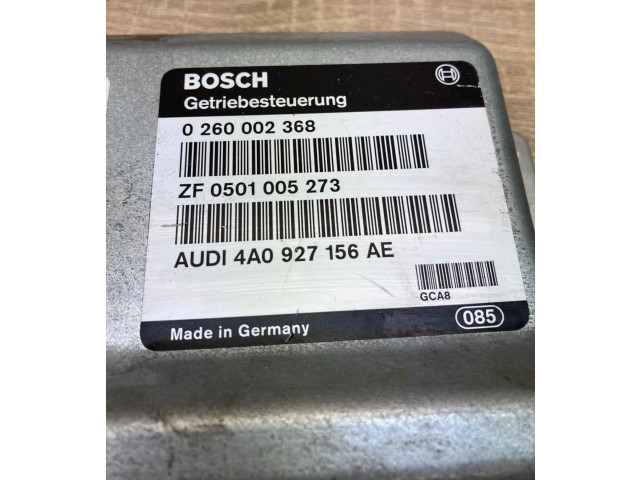 BOSCH
Getriebesteuerung
0 260 002 368
ZF 0501 005 273
AUDI 4A0 927 156 AE
GCA8
Made in Germany
085